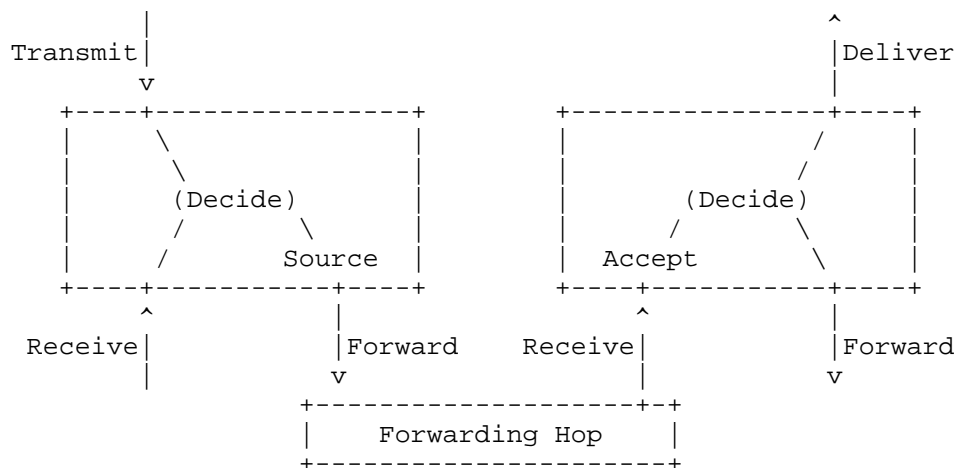 Transmit Deliver
(Decide) (Decide)
Source Accept
Receive Forward Receive Forward
Forwarding Hop